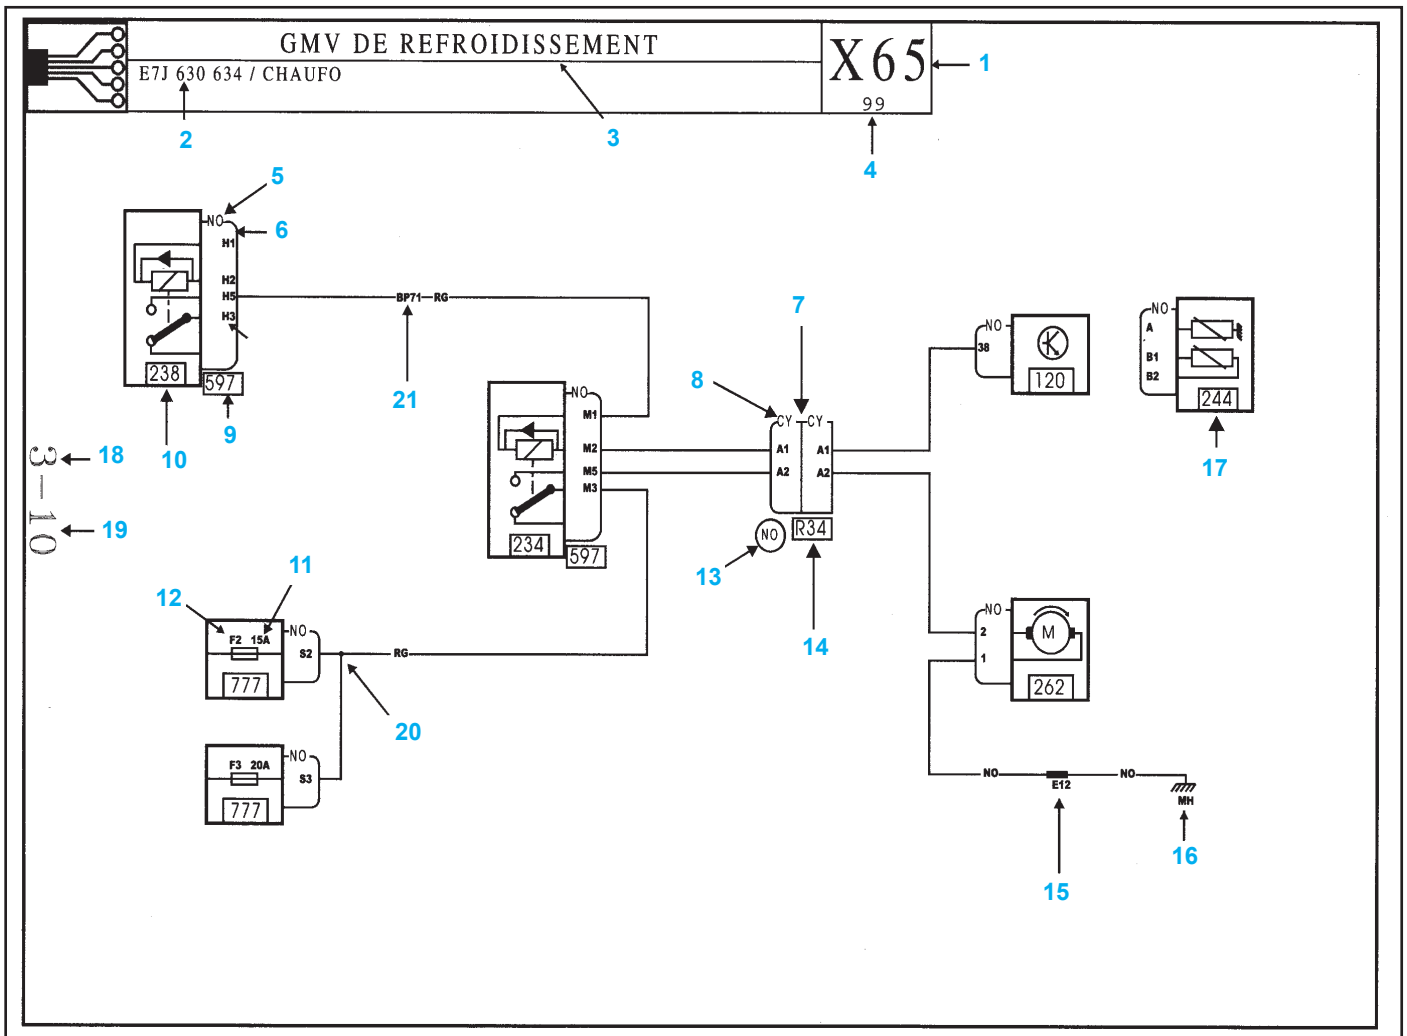 GMV DE REFROIDISSEMENT
E7J 630 634 / CHAUFO
X65
99
1
2
3
4
5
NO
6
H1
H2
H5
H3
238
597
BP71 RG
21
10
9
7
8
NO
M1
M2
M5
M3
234
597
CY CY
A1 A1
A2 A2
NO
R34
13
14
NO
38
120
NO
A
B1
B2
244
17
3-10
18
19
11
12
F2 15A
NO
S2
777
RG
20
F3 20A
NO
S3
777
NO
2
1
M
262
NO
E12
NO
MH
15
16